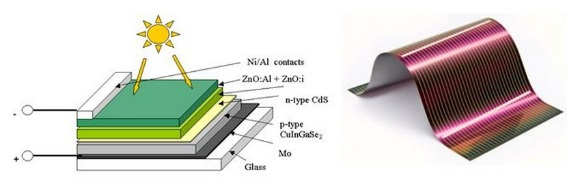 Ni/Al contacts
ZnO:Al + ZnO:i
n-type CdS
p-type
CuInGaSe₂
Mo
Glass
-
+